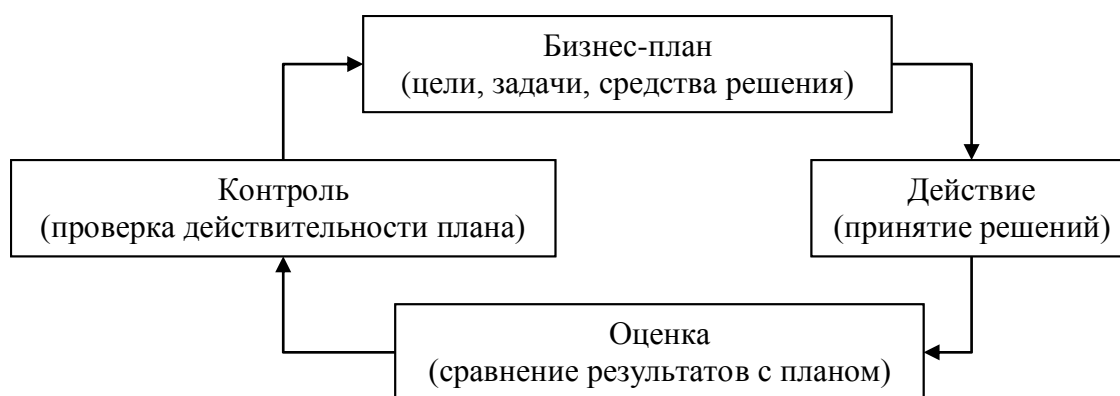 Бизнес-план
(цели, задачи, средства решения)
Контроль
(проверка действительности плана)
Действие
(принятие решений)
Оценка
(сравнение результатов с планом)